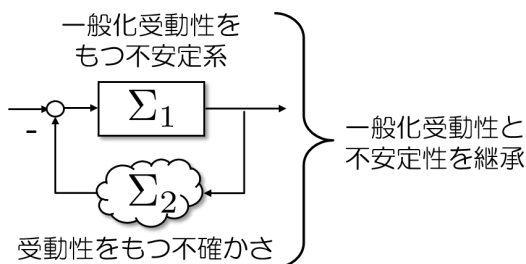 一般化受動性を
もつ不安定系
Σ1
-
Σ2
受動性をもつ不確かさ
一般化受動性と
不安定性を継承